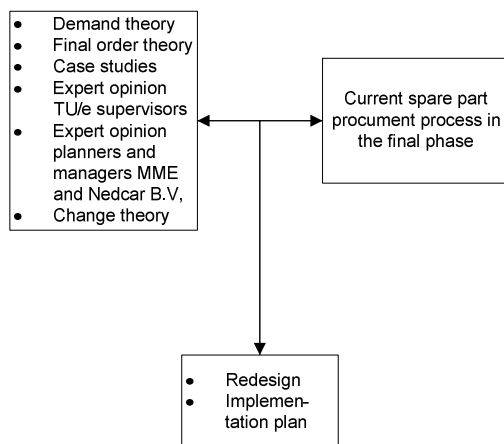 • Demand theory
• Final order theory
• Case studies
• Expert opinion
TU/e supervisors
• Expert opinion
planners and
managers MME
and Nedcar B.V,
• Change theory
Current spare part
procument process in
the final phase
• Redesign
• Implemen-
tation plan